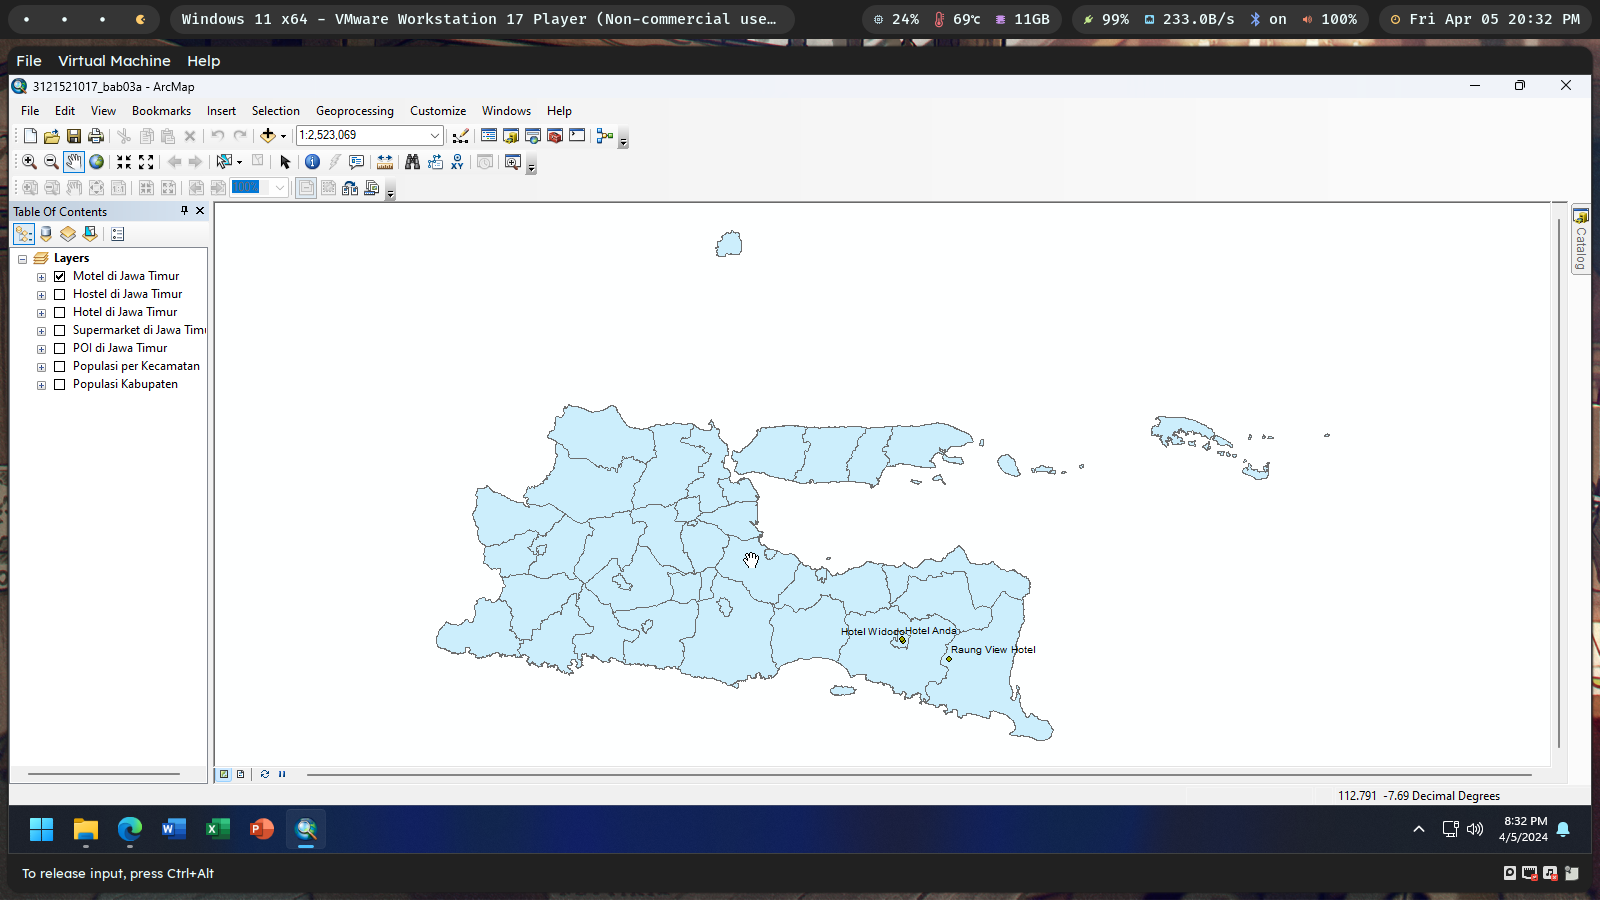 Windows 11 x64 - VMware Workstation 17 Player (Non-commercial use…
24%
69℃
11GB
99%
233.0B/s
on
100%
Fri Apr 05 20:32 PM
File Virtual Machine Help
3121521017_bab03a - ArcMap
File Edit View Bookmarks Insert Selection Geoprocessing Customize Windows Help
1:2,523,069
XY
1:1
100%
Table Of Contents
Catalog
Layers
Motel di Jawa Timur
Hostel di Jawa Timur
Hotel di Jawa Timur
Supermarket di Jawa Timu
POI di Jawa Timur
Populasi per Kecamatan
Populasi Kabupaten
Hotel Widodo
Hotel Anda
Raung View Hotel
112.791 -7.69 Decimal Degrees
8:32 PM
4/5/2024
To release input, press Ctrl+Alt